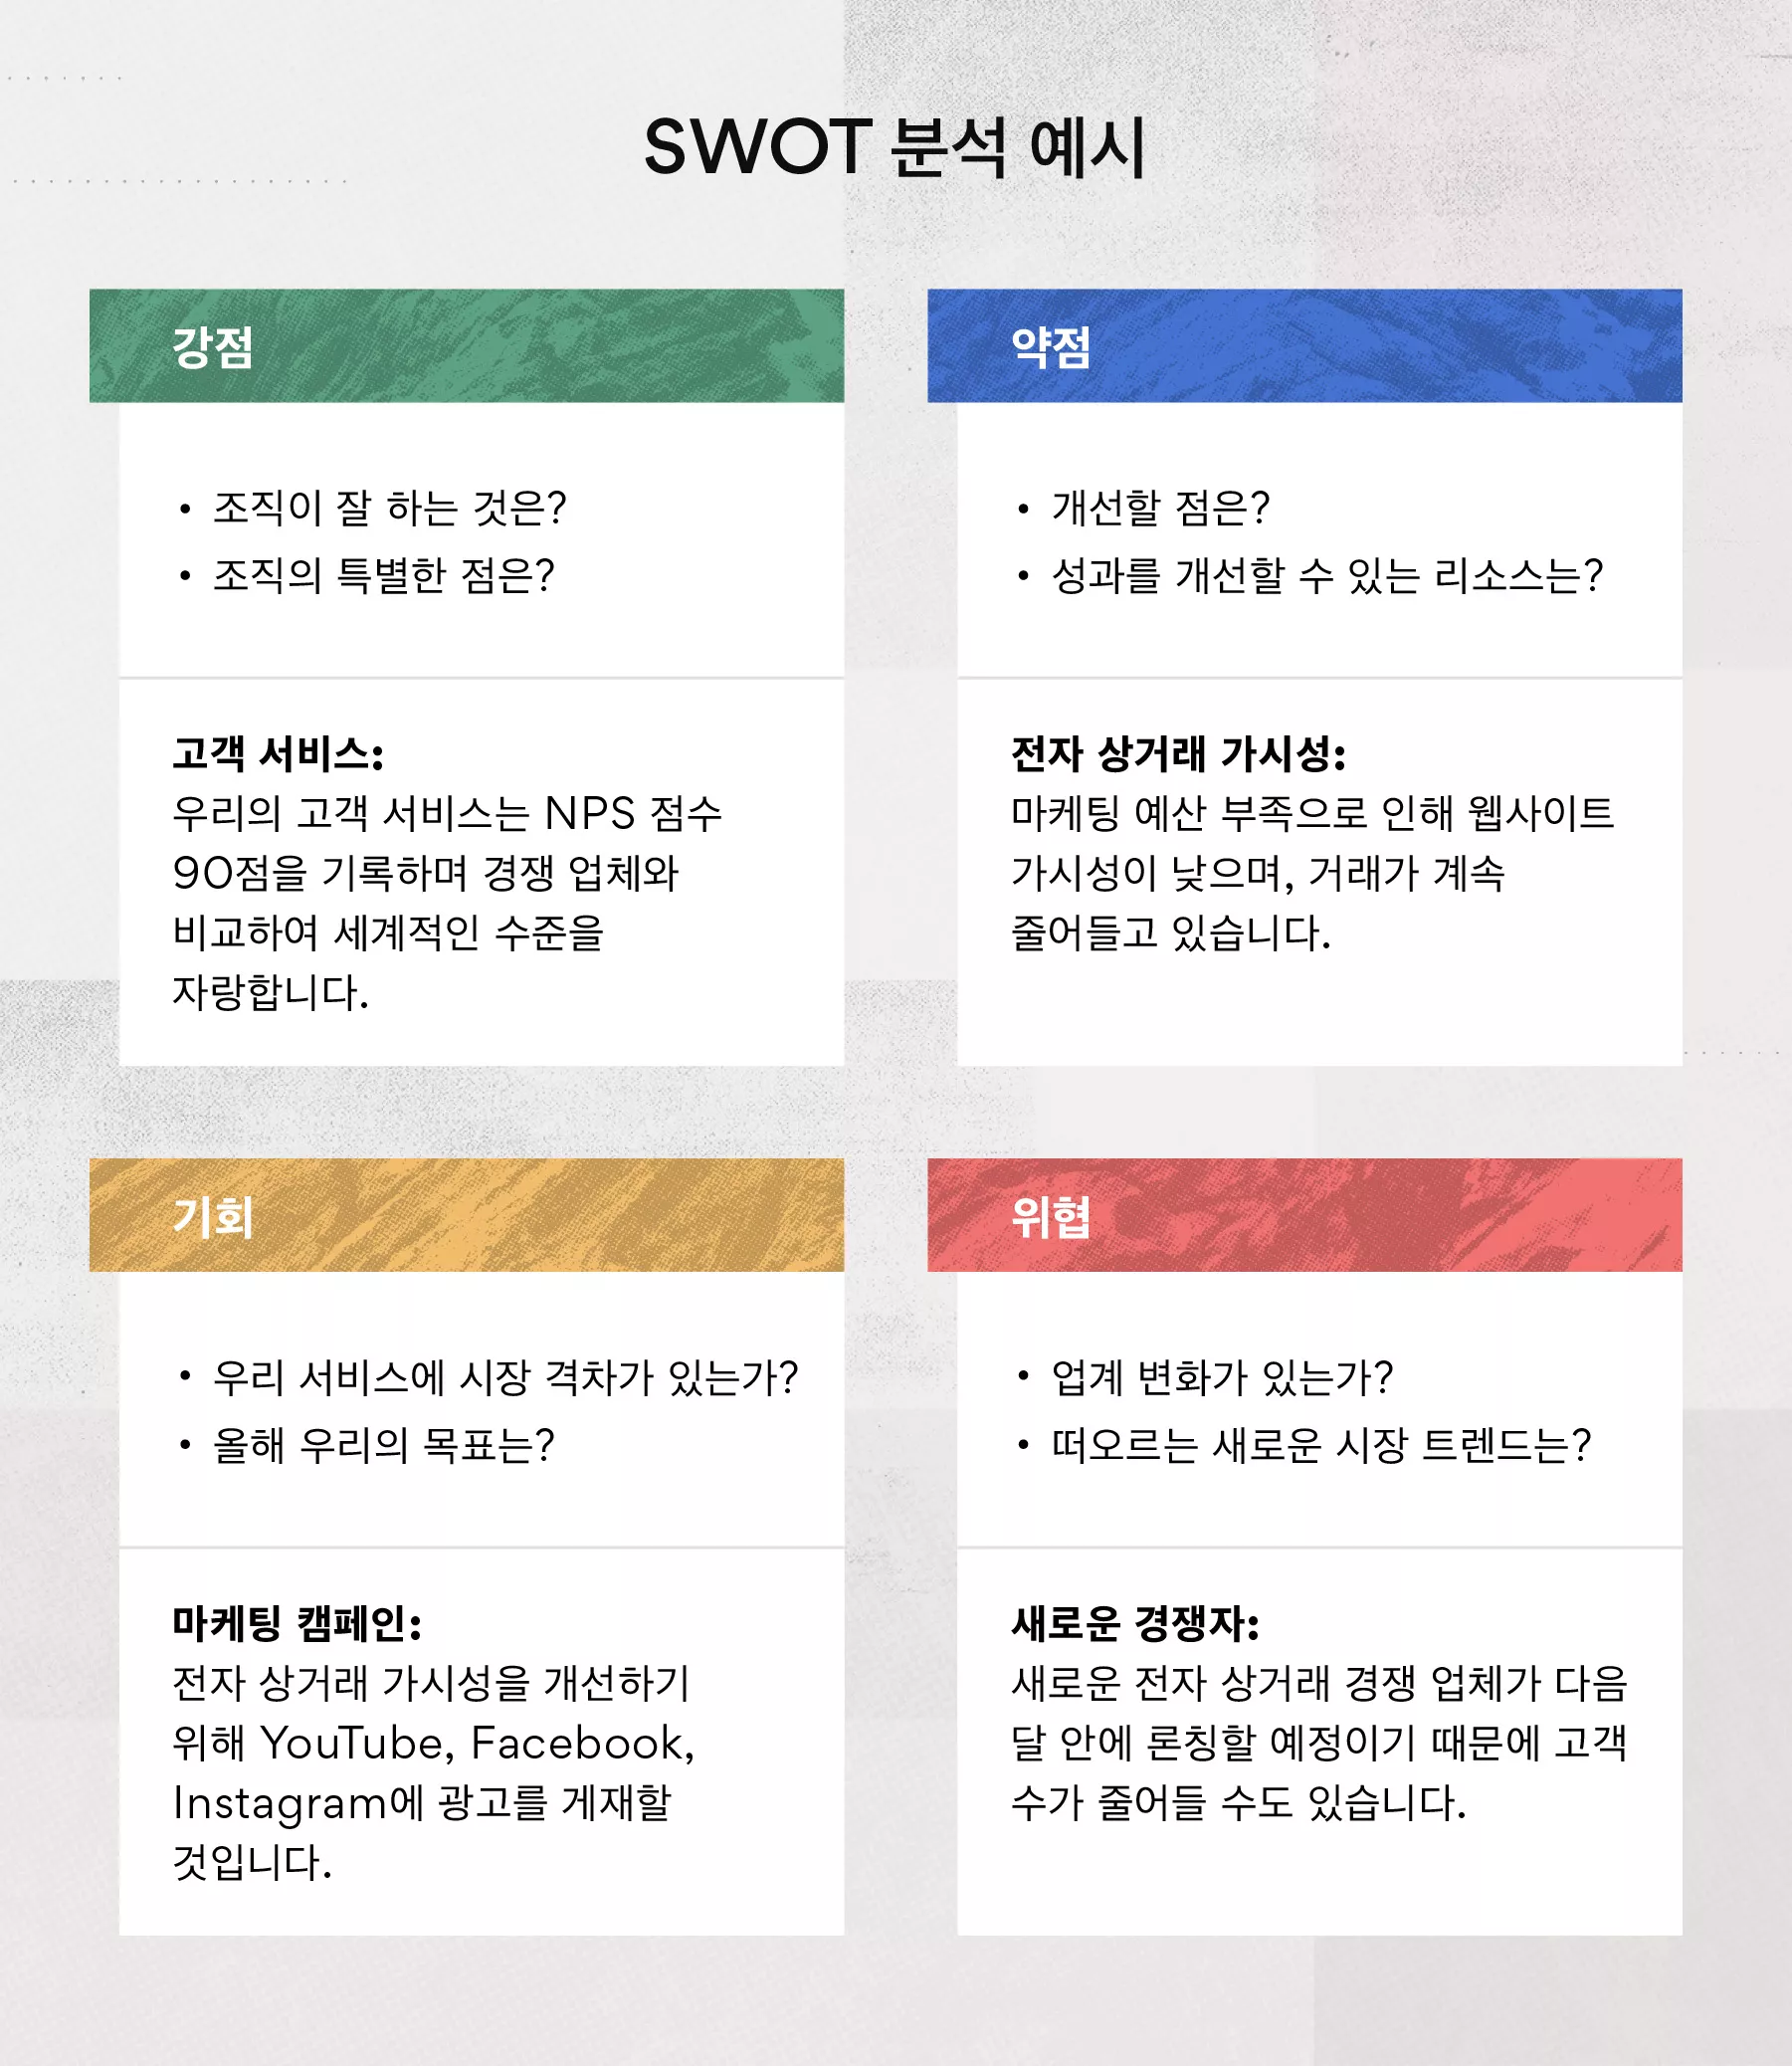 SWOT 분석 예시
강점
• 조직이 잘 하는 것은?
• 조직의 특별한 점은?
고객 서비스:
우리의 고객 서비스는 NPS 점수
90점을 기록하며 경쟁 업체와
비교하여 세계적인 수준을
자랑합니다.
약점
• 개선할 점은?
• 성과를 개선할 수 있는 리소스는?
전자 상거래 가시성:
마케팅 예산 부족으로 인해 웹사이트
가시성이 낮으며, 거래가 계속
줄어들고 있습니다.
기회
• 우리 서비스에 시장 격차가 있는가?
• 올해 우리의 목표는?
마케팅 캠페인:
전자 상거래 가시성을 개선하기
위해 YouTube, Facebook,
Instagram에 광고를 게재할
것입니다.
위협
• 업계 변화가 있는가?
• 떠오르는 새로운 시장 트렌드는?
새로운 경쟁자:
새로운 전자 상거래 경쟁 업체가 다음
달 안에 론칭할 예정이기 때문에 고객
수가 줄어들 수도 있습니다.